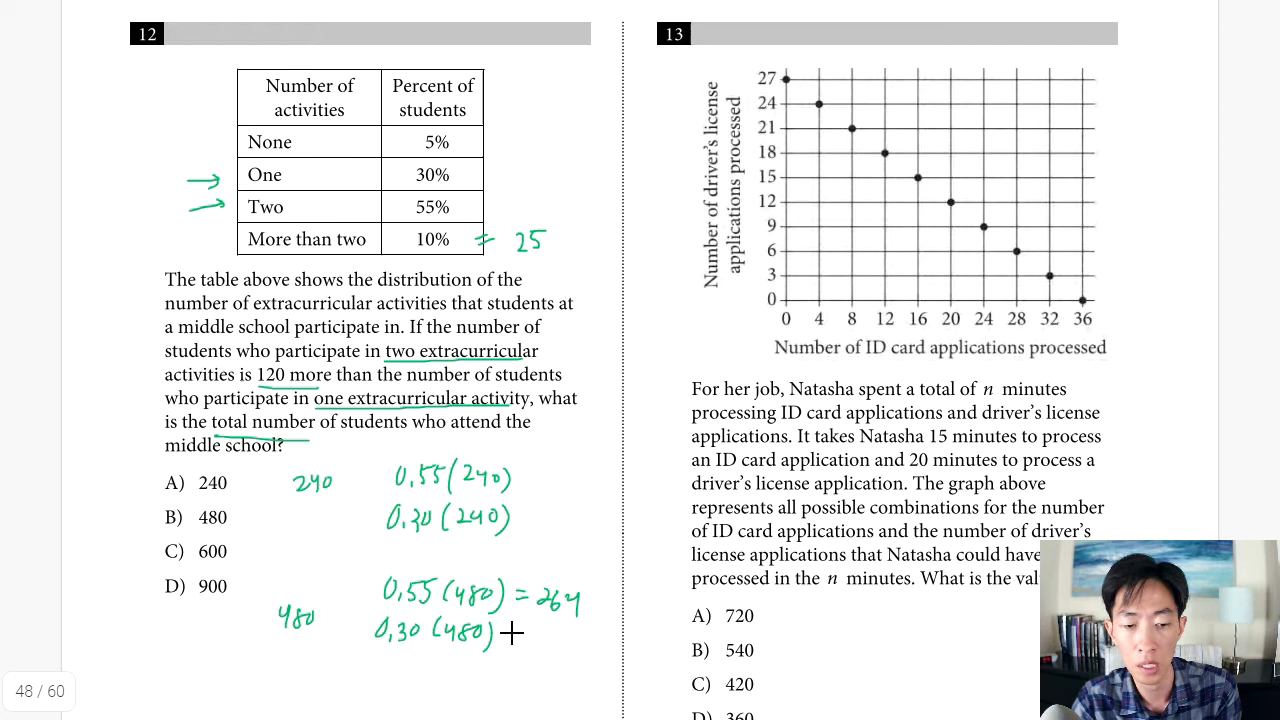 12
Number of activities Percent of students
None 5%
One 30%
Two 55%
More than two 10% = 25
The table above shows the distribution of the
number of extracurricular activities that students at
a middle school participate in. If the number of
students who participate in two extracurricular
activities is 120 more than the number of students
who participate in one extracurricular activity, what
is the total number of students who attend the
middle school?
A) 240
B) 480
C) 600
D) 900
240 0.55(240)
0.30(240)
480 0.55(480) = 264
0.30(480)
13
Number of driver's license
applications processed
27
24
21
18
15
12
9
6
3
0
0 4 8 12 16 20 24 28 32 36
Number of ID card applications processed
For her job, Natasha spent a total of n minutes
processing ID card applications and driver's license
applications. It takes Natasha 15 minutes to process
an ID card application and 20 minutes to process a
driver's license application. The graph above
represents all possible combinations for the number
of ID card applications and the number of driver's
license applications that Natasha could have
processed in the n minutes. What is the
A) 720
B) 540
C) 420
D) 360
48 / 60